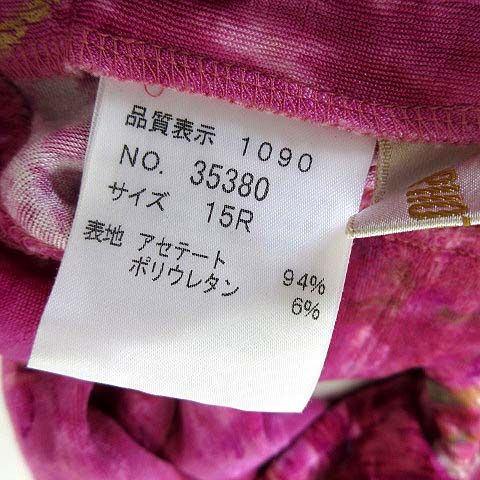 品質表示 1090
NO. 35380
サイズ 15R
表地 アセテート 94%
ポリウレタン 6%